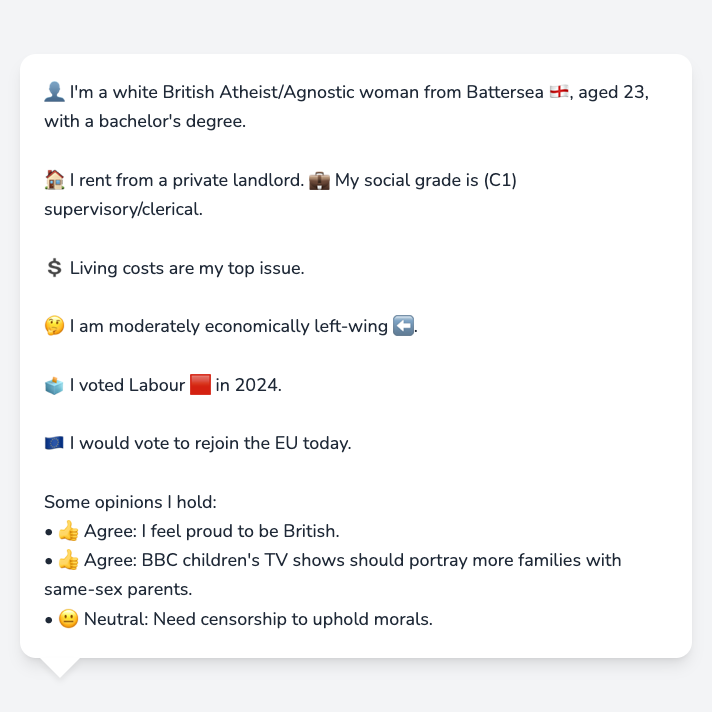 👤 I'm a white British Atheist/Agnostic woman from Battersea 🏴󠁧󠁢󠁥󠁮󠁧󠁿, aged 23,
with a bachelor's degree.
🏠 I rent from a private landlord. 💼 My social grade is (C1)
supervisory/clerical.
💲 Living costs are my top issue.
🤔 I am moderately economically left-wing ⬅️.
🗳️ I voted Labour 🟥 in 2024.
🇪🇺 I would vote to rejoin the EU today.
Some opinions I hold:
• 👍 Agree: I feel proud to be British.
• 👍 Agree: BBC children's TV shows should portray more families with
same-sex parents.
• 😐 Neutral: Need censorship to uphold morals.